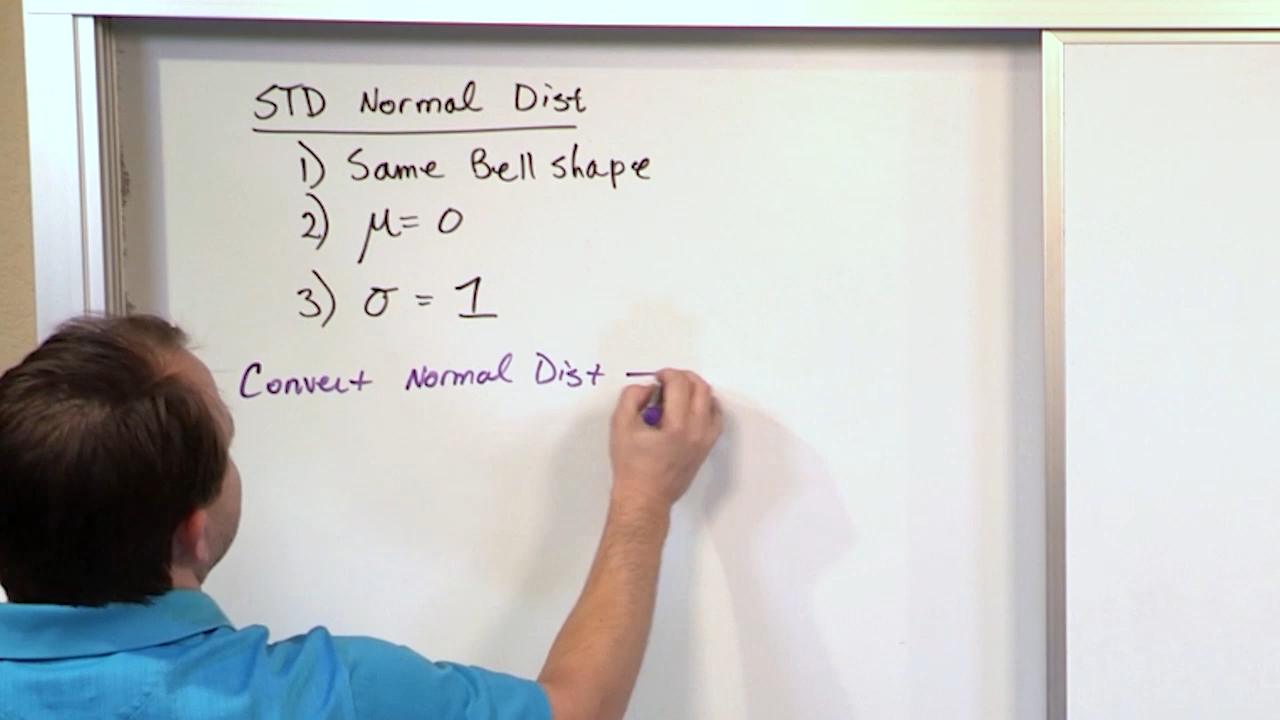 STD Normal Dist
1) Same Bell shape
2) μ = 0
3) σ = 1
Convert Normal Dist —